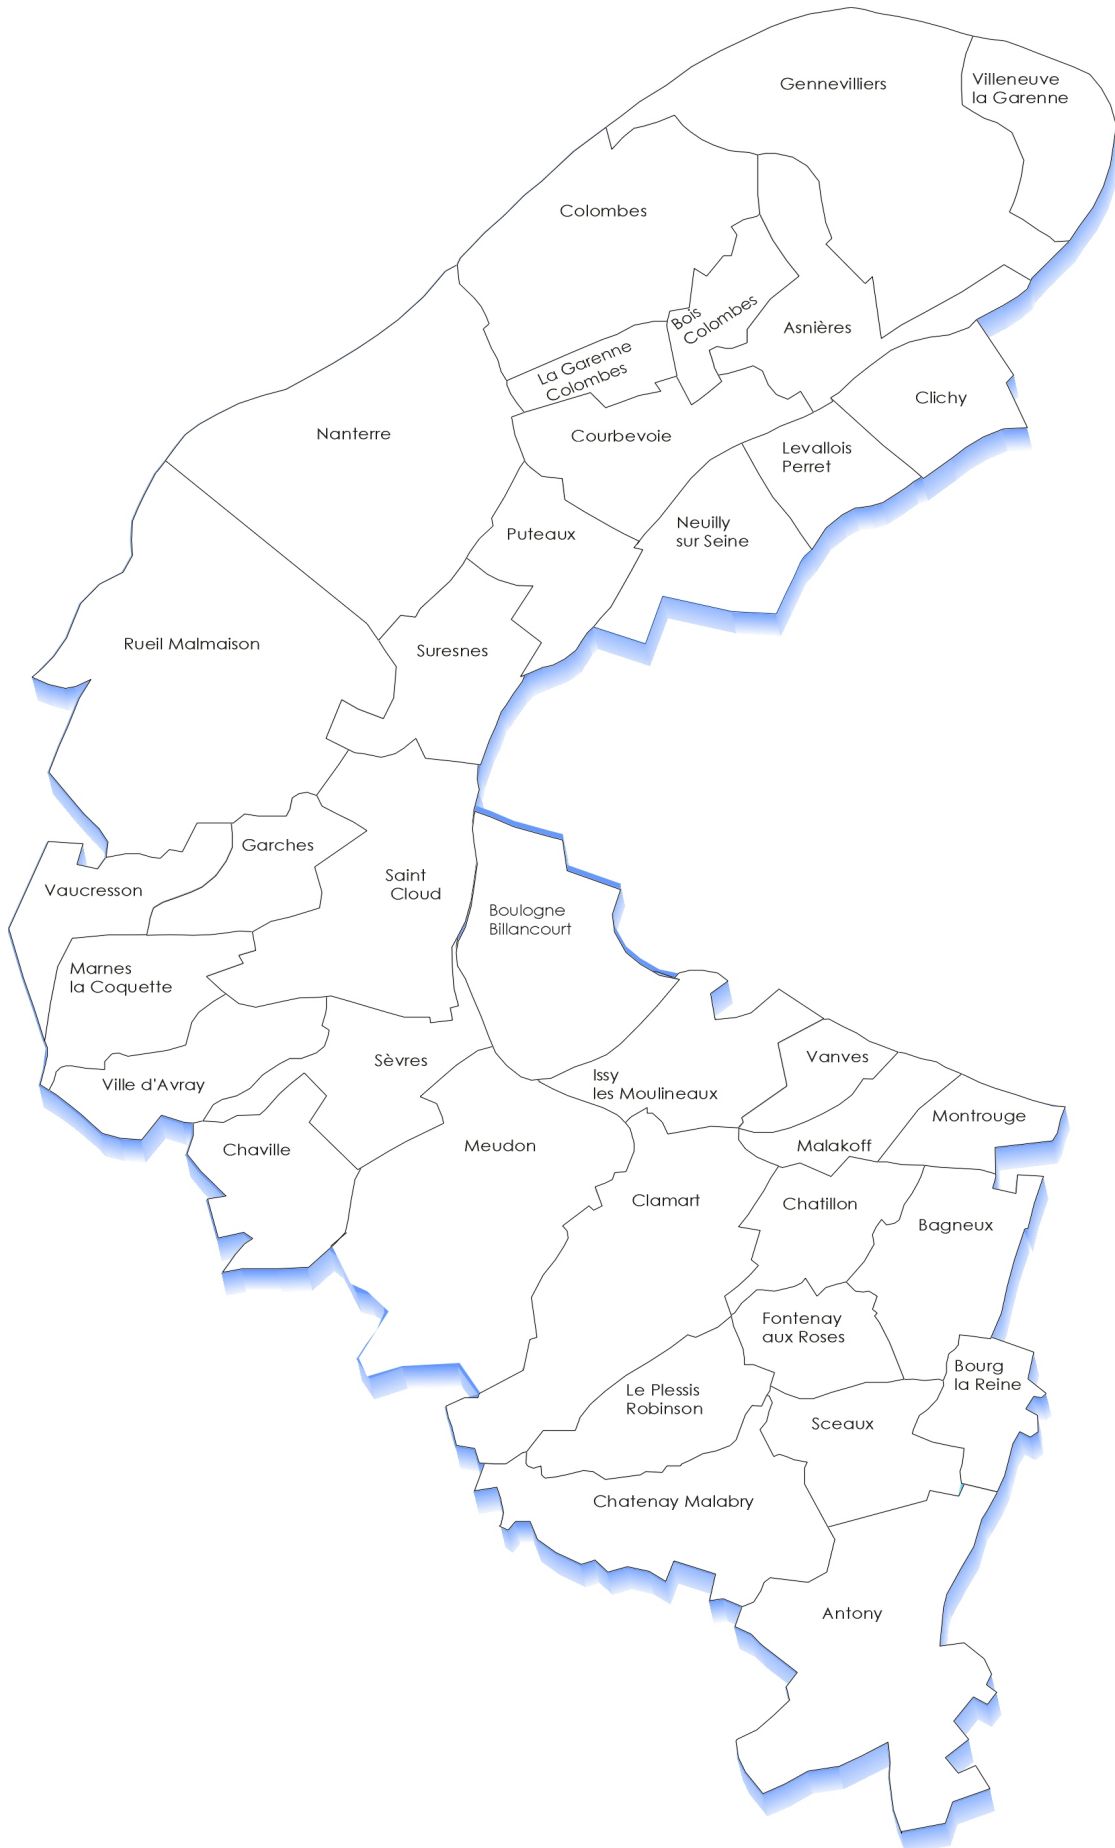 Gennevilliers
Villeneuve
la Garenne
Colombes
Bois
Colombes
Asnières
La Garenne
Colombes
Clichy
Nanterre
Courbevoie
Levallois
Perret
Puteaux
Neuilly
sur Seine
Rueil Malmaison
Suresnes
Garches
Vaucresson
Saint
Cloud
Boulogne
Billancourt
Marnes
la Coquette
Sèvres
Ville d'Avray
Issy
les Moulineaux
Vanves
Montrouge
Chaville
Meudon
Malakoff
Clamart
Chatillon
Bagneux
Fontenay
aux Roses
Bourg
la Reine
Le Plessis
Robinson
Sceaux
Chatenay Malabry
Antony